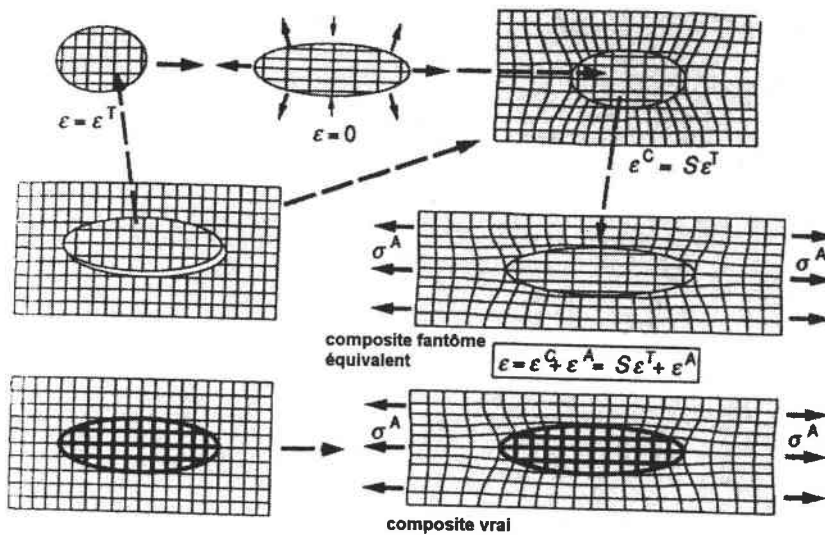 ε = ε^T
ε = 0
ε^C = Sε^T
σ^A
σ^A
composite fantôme
équivalent
ε = ε^C + ε^A = Sε^T + ε^A
σ^A
σ^A
composite vrai